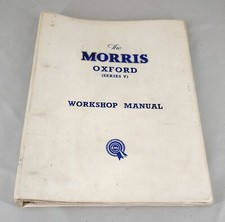 The
MORRIS
OXFORD
(SERIES V)
WORKSHOP MANUAL